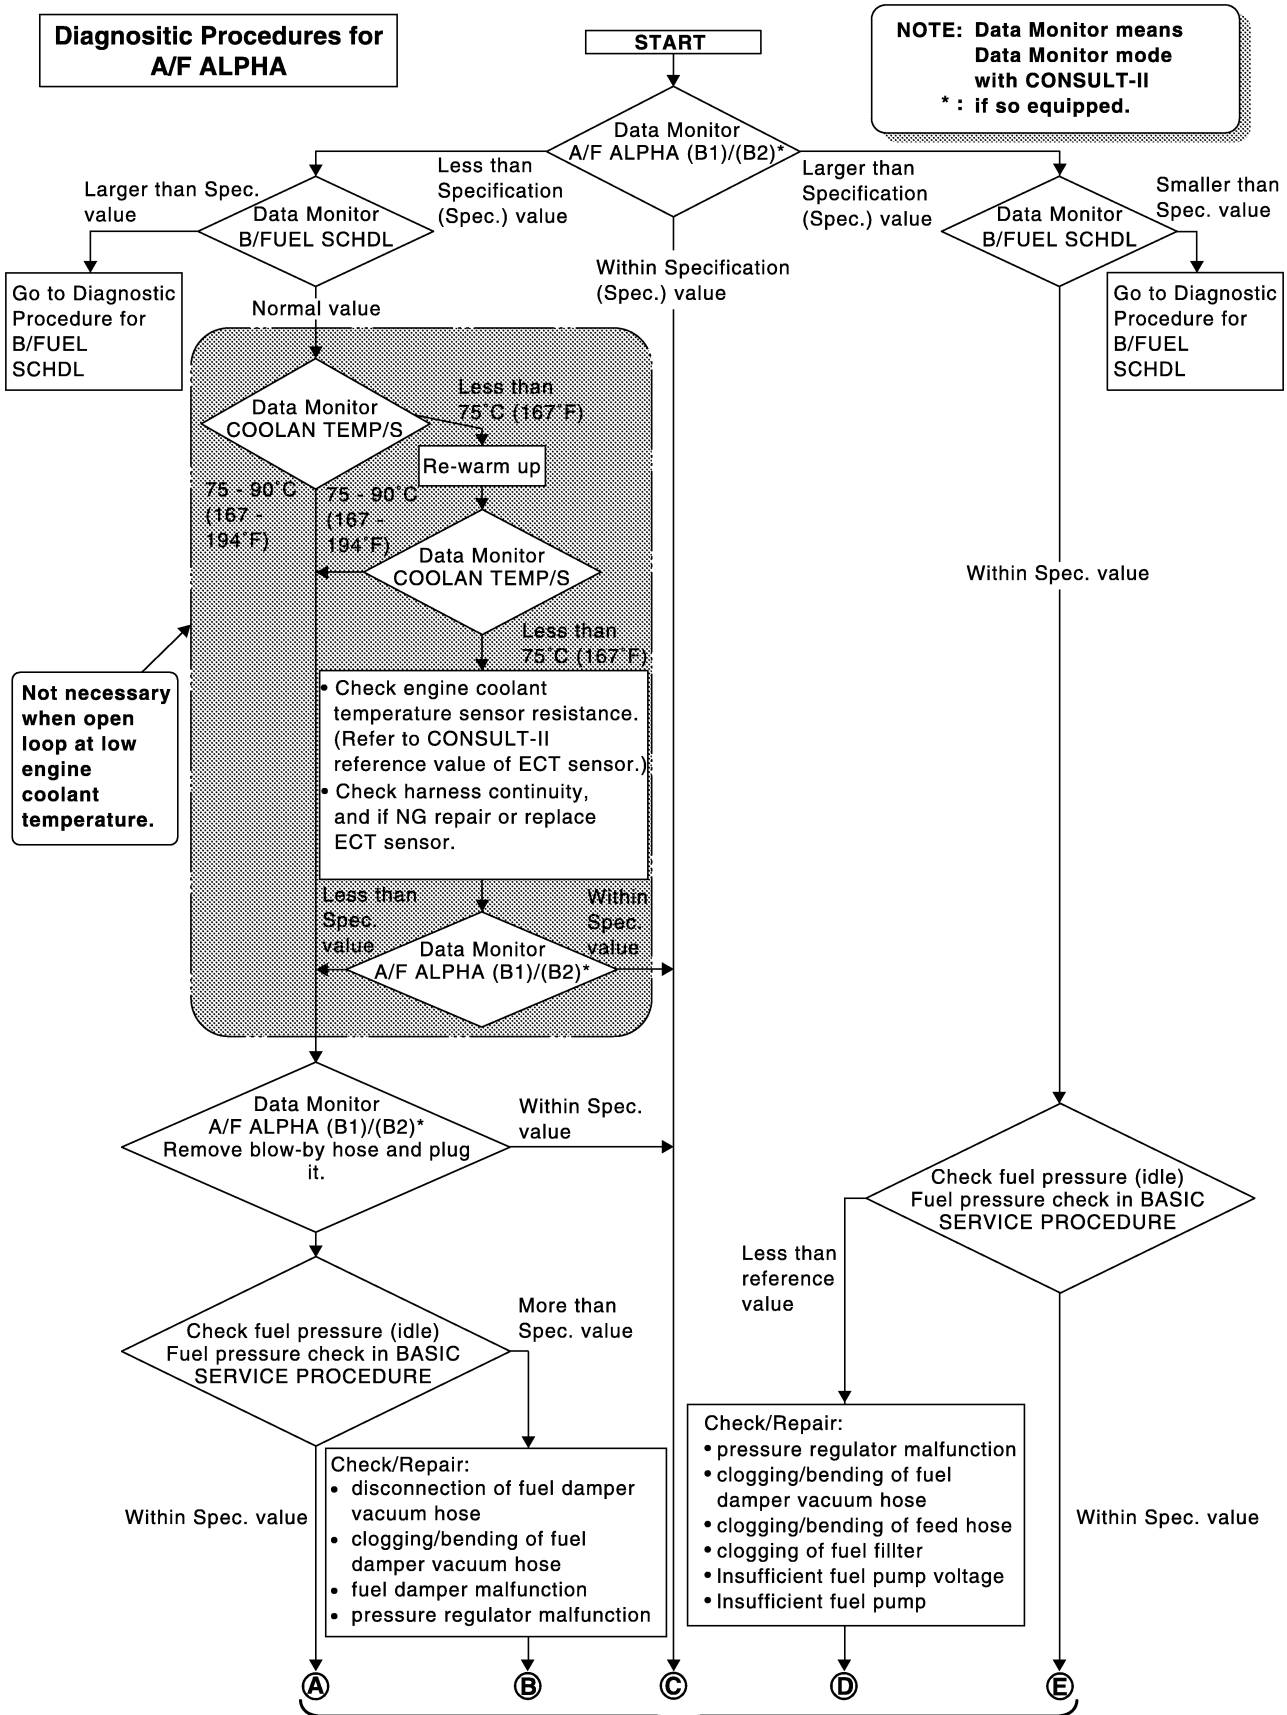 Diagnositic Procedures for
A/F ALPHA
START
NOTE: Data Monitor means
Data Monitor mode
with CONSULT-II
* : if so equipped.
Data Monitor
A/F ALPHA (B1)/(B2)*
Less than
Specification
(Spec.) value
Larger than
Specification
(Spec.) value
Within Specification
(Spec.) value
Larger than Spec.
value
Data Monitor
B/FUEL SCHDL
Data Monitor
B/FUEL SCHDL
Smaller than
Spec. value
Go to Diagnostic
Procedure for
B/FUEL
SCHDL
Normal value
Go to Diagnostic
Procedure for
B/FUEL
SCHDL
Data Monitor
COOLAN TEMP/S
Less than
75˚C (167˚F)
Re-warm up
75 - 90˚C
(167 -
194˚F)
75 - 90˚C
(167 -
194˚F)
Data Monitor
COOLAN TEMP/S
Within Spec. value
Less than
75˚C (167˚F)
Not necessary
when open
loop at low
engine
coolant
temperature.
• Check engine coolant
temperature sensor resistance.
(Refer to CONSULT-II
reference value of ECT sensor.)
• Check harness continuity,
and if NG repair or replace
ECT sensor.
Less than
Spec.
value
Within
Spec.
value
Data Monitor
A/F ALPHA (B1)/(B2)*
Data Monitor
A/F ALPHA (B1)/(B2)*
Remove blow-by hose and plug
it.
Within Spec.
value
Check fuel pressure (idle)
Fuel pressure check in BASIC
SERVICE PROCEDURE
Less than
reference
value
Check fuel pressure (idle)
Fuel pressure check in BASIC
SERVICE PROCEDURE
More than
Spec. value
Within Spec. value
Check/Repair:
• disconnection of fuel damper
vacuum hose
• clogging/bending of fuel
damper vacuum hose
• fuel damper malfunction
• pressure regulator malfunction
Check/Repair:
• pressure regulator malfunction
• clogging/bending of fuel
damper vacuum hose
• clogging/bending of feed hose
• clogging of fuel fillter
• Insufficient fuel pump voltage
• Insufficient fuel pump
Within Spec. value
A
B
C
D
E